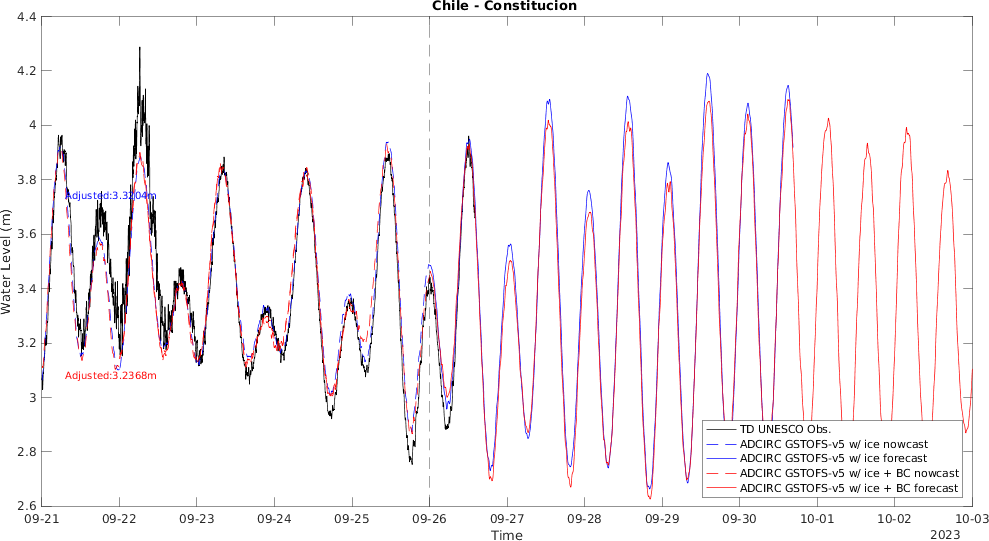 Chile - Constitucion
4.4
4.2
4
3.8
3.6
3.4
3.2
3
2.8
2.6
Water Level (m)
Adjusted:3.3204m
Adjusted:3.2368m
TD UNESCO Obs.
ADCIRC GSTOFS-v5 w/ ice nowcast
ADCIRC GSTOFS-v5 w/ ice forecast
ADCIRC GSTOFS-v5 w/ ice + BC nowcast
ADCIRC GSTOFS-v5 w/ ice + BC forecast
09-21 09-22 09-23 09-24 09-25 09-26 09-27 09-28 09-29 09-30 10-01 10-02 10-03
Time
2023